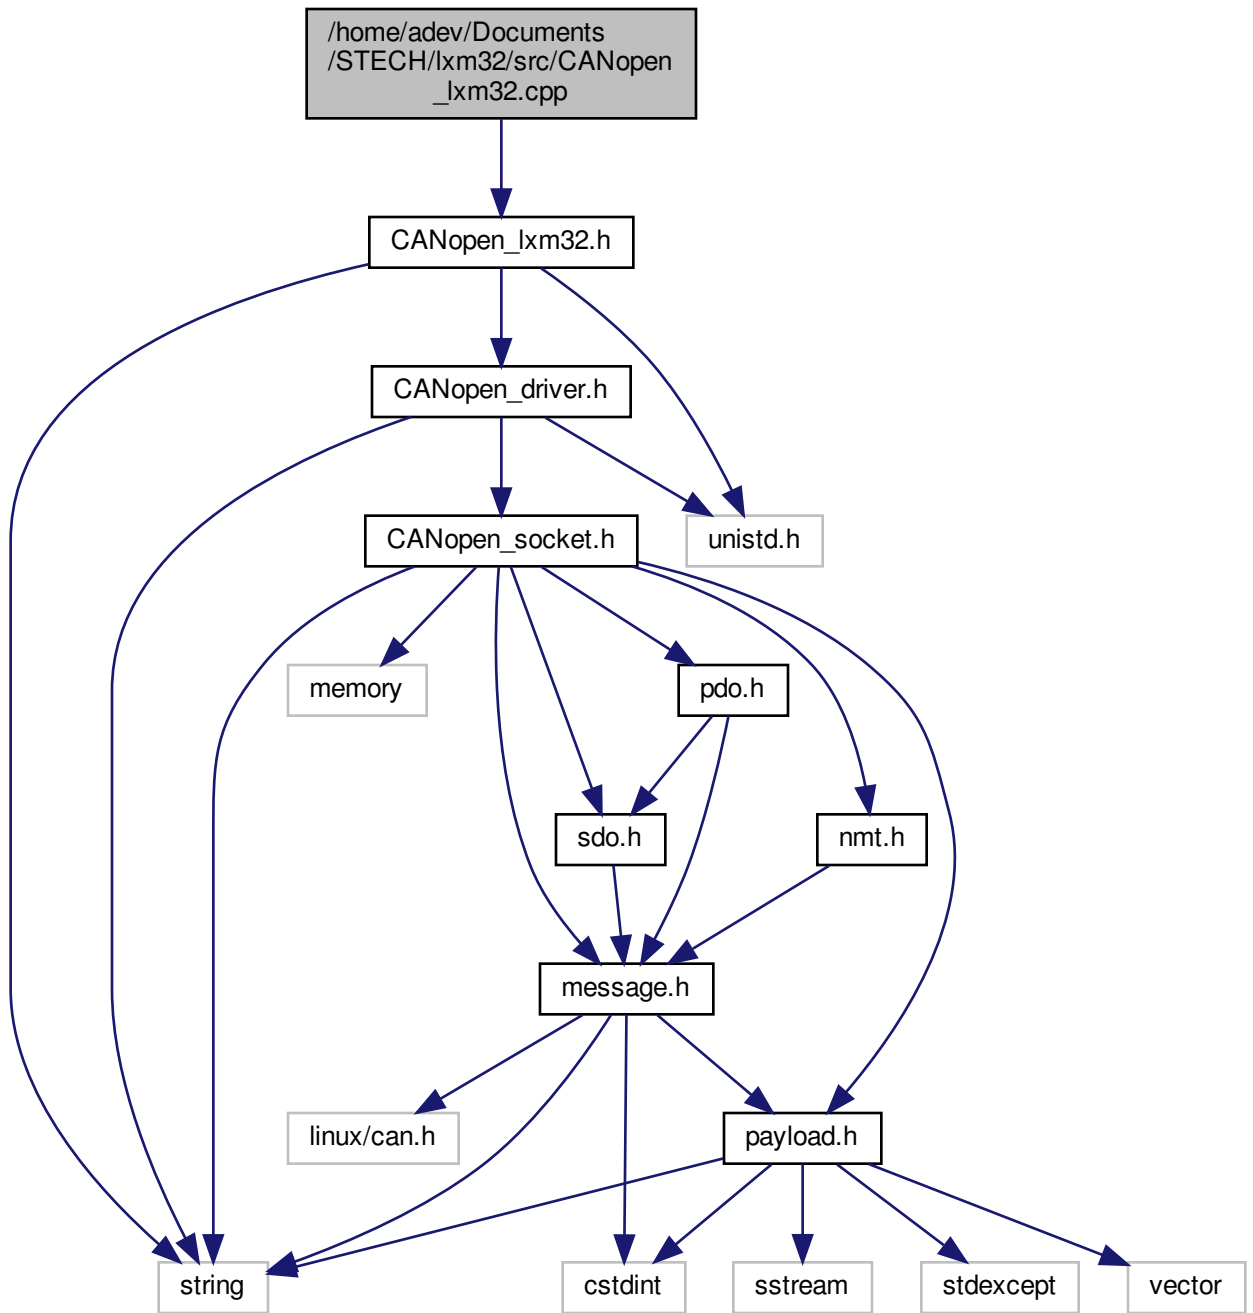 /home/adev/Documents
/STECH/lxm32/src/CANopen
_lxm32.cpp
CANopen_lxm32.h
CANopen_driver.h
CANopen_socket.h
unistd.h
memory
pdo.h
sdo.h
nmt.h
message.h
linux/can.h
payload.h
string
cstdint
sstream
stdexcept
vector